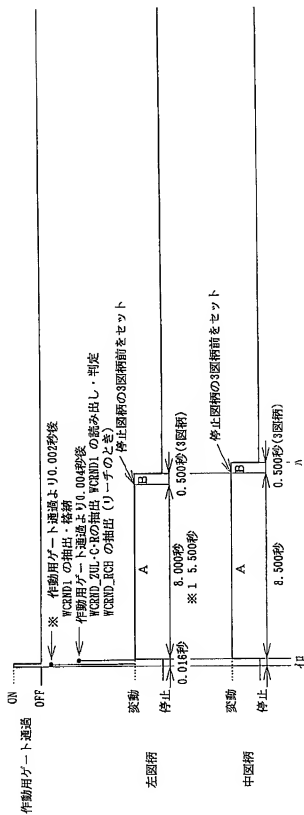 作動用ゲート通過
ON
OFF
※ 作動用ゲート通過より0.002秒後
WCRND1 の抽出・格納
作動用ゲート通過より0.004秒後
WCRND_ZUL・C・Rの抽出 WCRND1 の読み出し・判定
WCRND_RCH の抽出 (リーチのとき)
左図柄
変動
停止
0.016秒
A
8.000秒
※1 5.500秒
B
停止図柄の3図柄前をセット
0.500秒(3図柄)
中図柄
変動
停止
A
8.500秒
B
停止図柄の3図柄前をセット
0.500秒(3図柄)
イ ロ
ハ